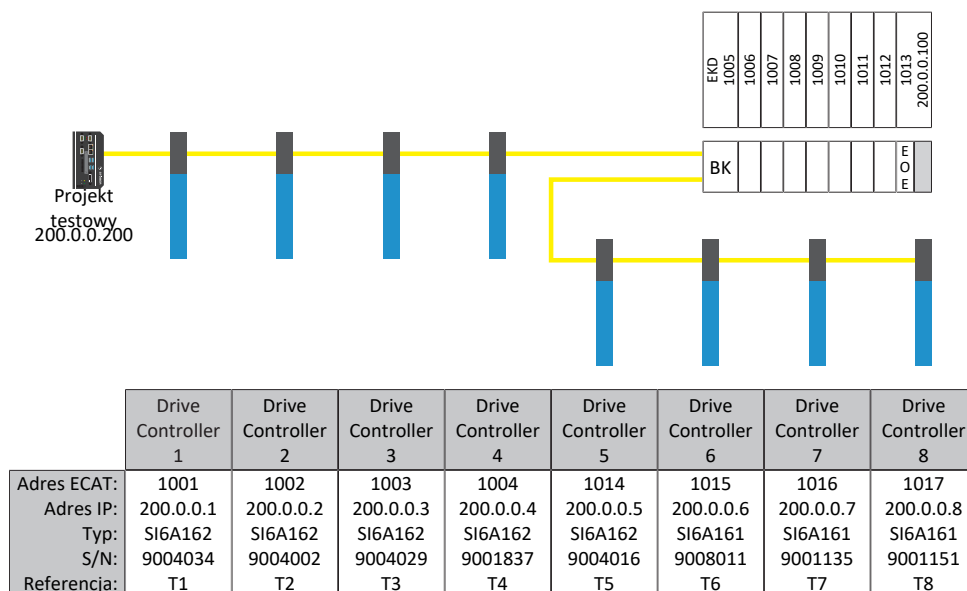 EKD
1005
1006
1007
1008
1009
1010
1011
1012
1013
200.0.0.100
BK
E
O
E
Projekt
testowy
200.0.0.200
Drive Controller 1 Drive Controller 2 Drive Controller 3 Drive Controller 4 Drive Controller 5 Drive Controller 6 Drive Controller 7 Drive Controller 8
Adres ECAT: 1001 1002 1003 1004 1014 1015 1016 1017
Adres IP: 200.0.0.1 200.0.0.2 200.0.0.3 200.0.0.4 200.0.0.5 200.0.0.6 200.0.0.7 200.0.0.8
Typ: SI6A162 SI6A162 SI6A162 SI6A162 SI6A162 SI6A161 SI6A161 SI6A161
S/N: 9004034 9004002 9004029 9001837 9004016 9008011 9001135 9001151
Referencja: T1 T2 T3 T4 T5 T6 T7 T8